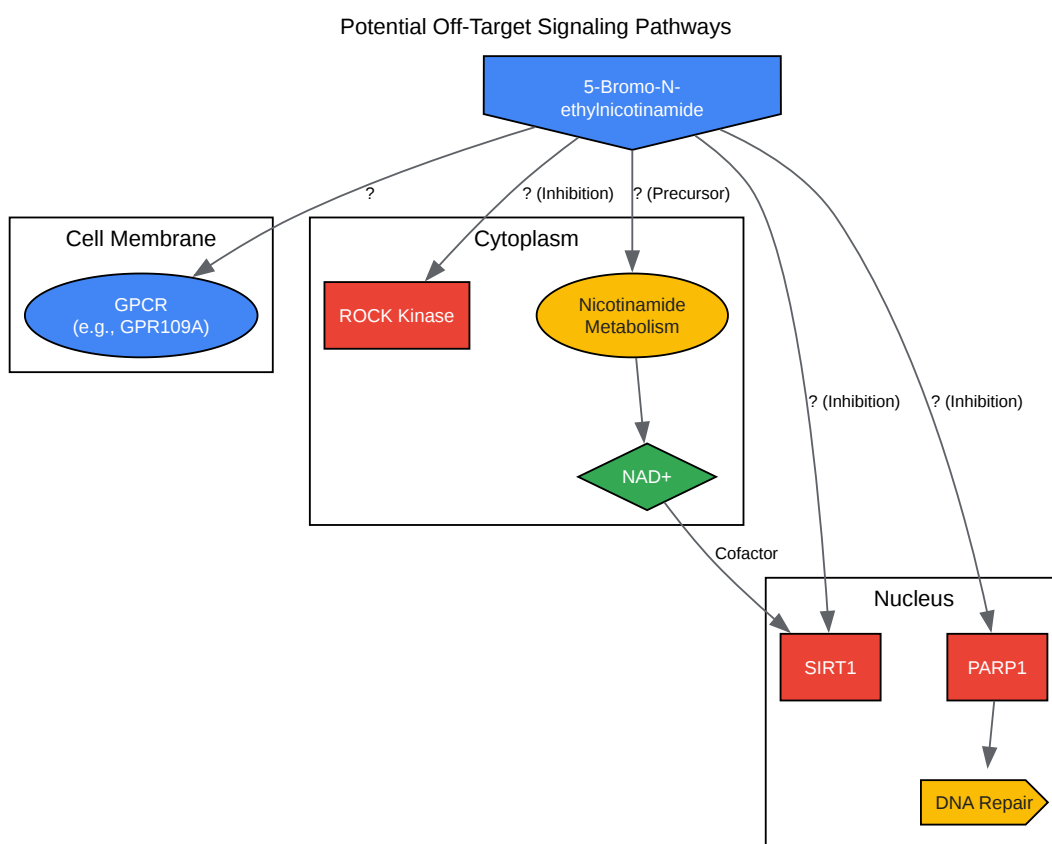 Potential Off-Target Signaling Pathways
5-Bromo-N-
ethylnicotinamide
?
? (Inhibition)
? (Precursor)
Cell Membrane
Cytoplasm
GPCR
(e.g., GPR109A)
ROCK Kinase
Nicotinamide
Metabolism
? (Inhibition)
? (Inhibition)
NAD+
Cofactor
Nucleus
SIRT1
PARP1
DNA Repair